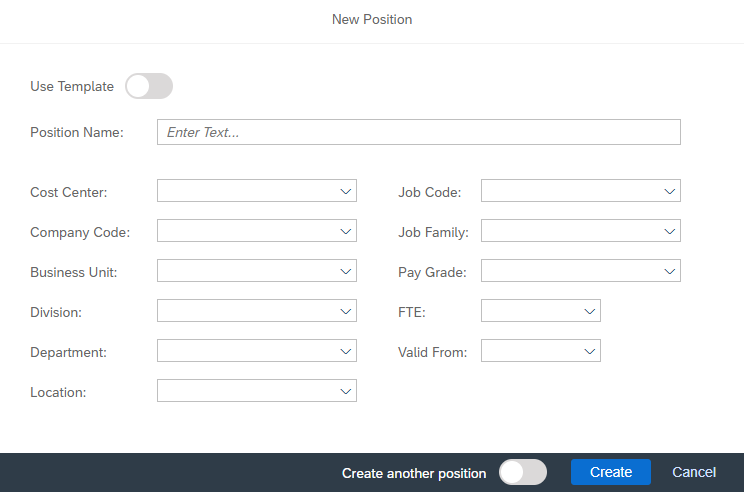 New Position
Use Template
Position Name: Enter Text...
Cost Center: Job Code:
Company Code: Job Family:
Business Unit: Pay Grade:
Division: FTE:
Department: Valid From:
Location:
Create another position Create Cancel